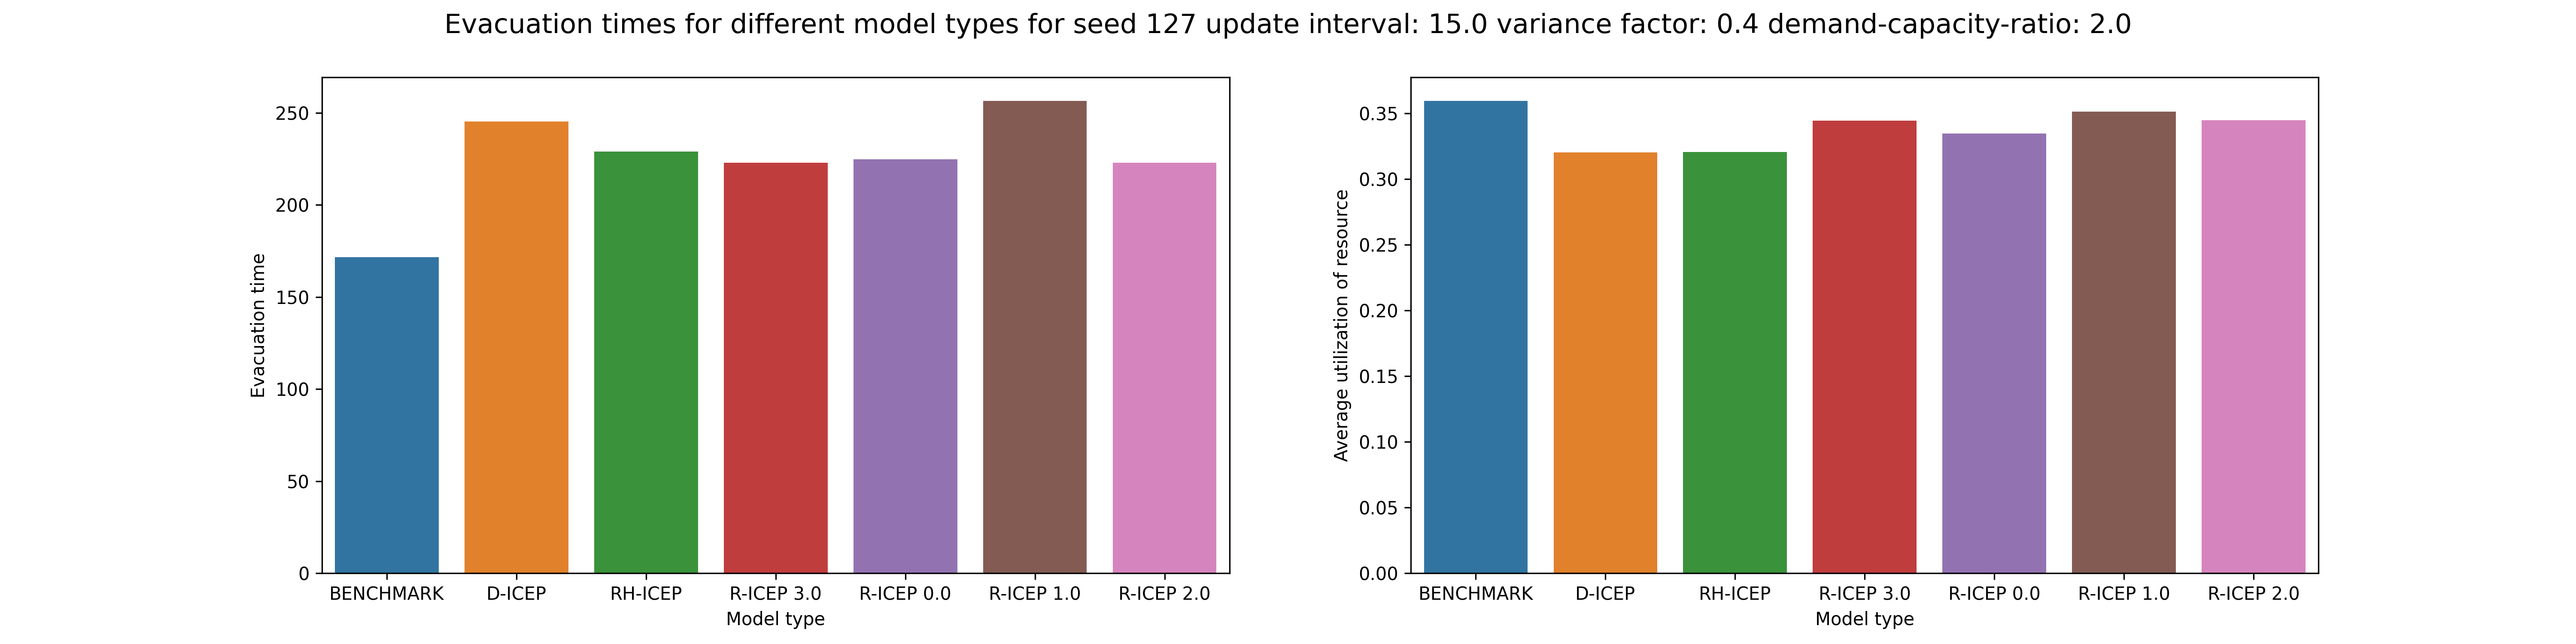 Evacuation times for different model types for seed 127 update interval: 15.0 variance factor: 0.4 demand-capacity-ratio: 2.0
Evacuation time
250
200
150
100
50
0
BENCHMARK D-ICEP RH-ICEP R-ICEP 3.0 R-ICEP 0.0 R-ICEP 1.0 R-ICEP 2.0
Model type
Average utilization of resource
0.35
0.30
0.25
0.20
0.15
0.10
0.05
0.00
BENCHMARK D-ICEP RH-ICEP R-ICEP 3.0 R-ICEP 0.0 R-ICEP 1.0 R-ICEP 2.0
Model type